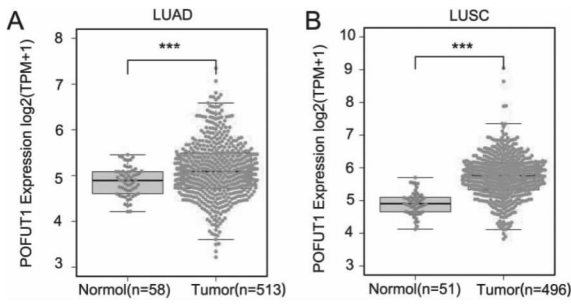 A
LUAD
POFUT1 Expression log2(TPM+1)
8
7
6
5
4
3
***
Normol(n=58)
Tumor(n=513)
B
LUSC
POFUT1 Expression log2(TPM+1)
10
9
8
7
6
5
4
3
***
Normol(n=51)
Tumor(n=496)